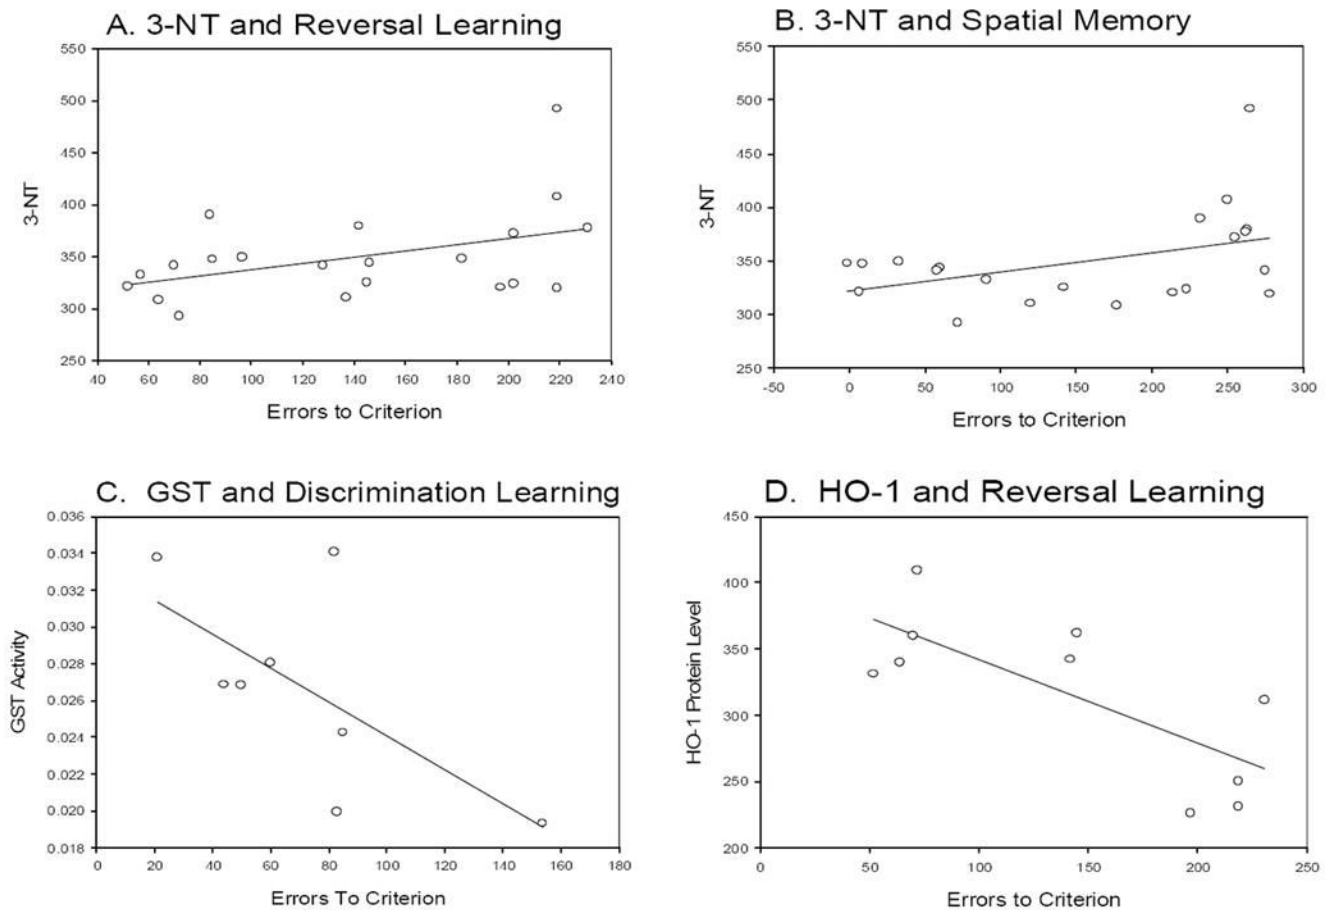 A. 3-NT and Reversal Learning
550
500
450
400
350
300
250
3-NT
40 60 80 100 120 140 160 180 200 220 240
Errors to Criterion
B. 3-NT and Spatial Memory
550
500
450
400
350
300
250
3-NT
-50 0 50 100 150 200 250 300
Errors to Criterion
C. GST and Discrimination Learning
0.036
0.034
0.032
0.030
0.028
0.026
0.024
0.022
0.020
0.018
GST Activity
0 20 40 60 80 100 120 140 160 180
Errors To Criterion
D. HO-1 and Reversal Learning
450
400
350
300
250
200
HO-1 Protein Level
0 50 100 150 200 250
Errors to Criterion